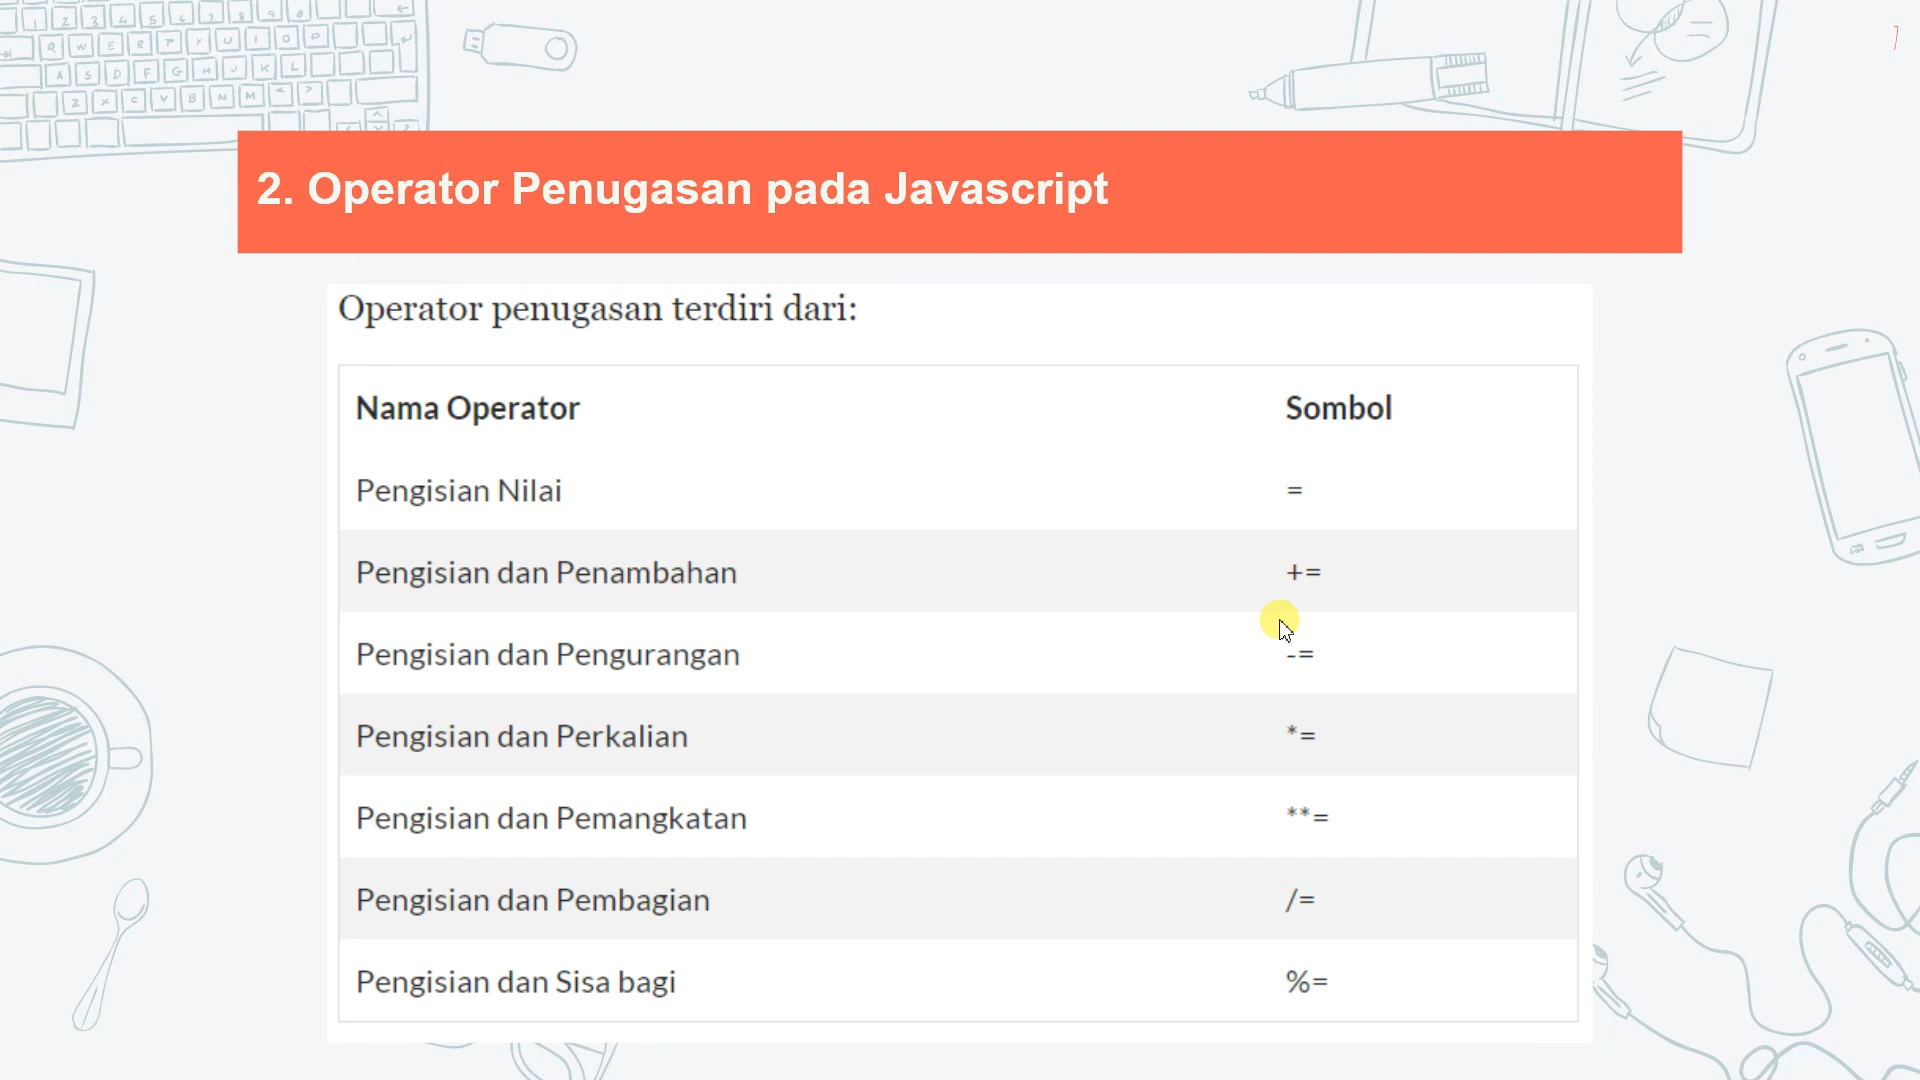 7
2. Operator Penugasan pada Javascript
Operator penugasan terdiri dari:
Nama Operator Sombol
Pengisian Nilai =
Pengisian dan Penambahan +=
Pengisian dan Pengurangan -=
Pengisian dan Perkalian *=
Pengisian dan Pemangkatan **=
Pengisian dan Pembagian /=
Pengisian dan Sisa bagi %=